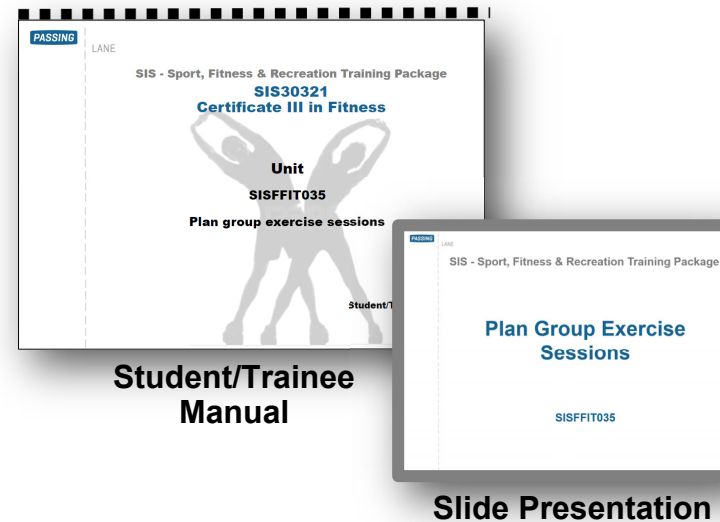 PASSING
LANE
SIS - Sport, Fitness & Recreation Training Package
SIS30321
Certificate III in Fitness
Unit
SISFFIT035
Plan group exercise sessions
Student/T
Student/Trainee
Manual
PASSING
LANE
SIS - Sport, Fitness & Recreation Training Package
Plan Group Exercise
Sessions
SISFFIT035
Slide Presentation